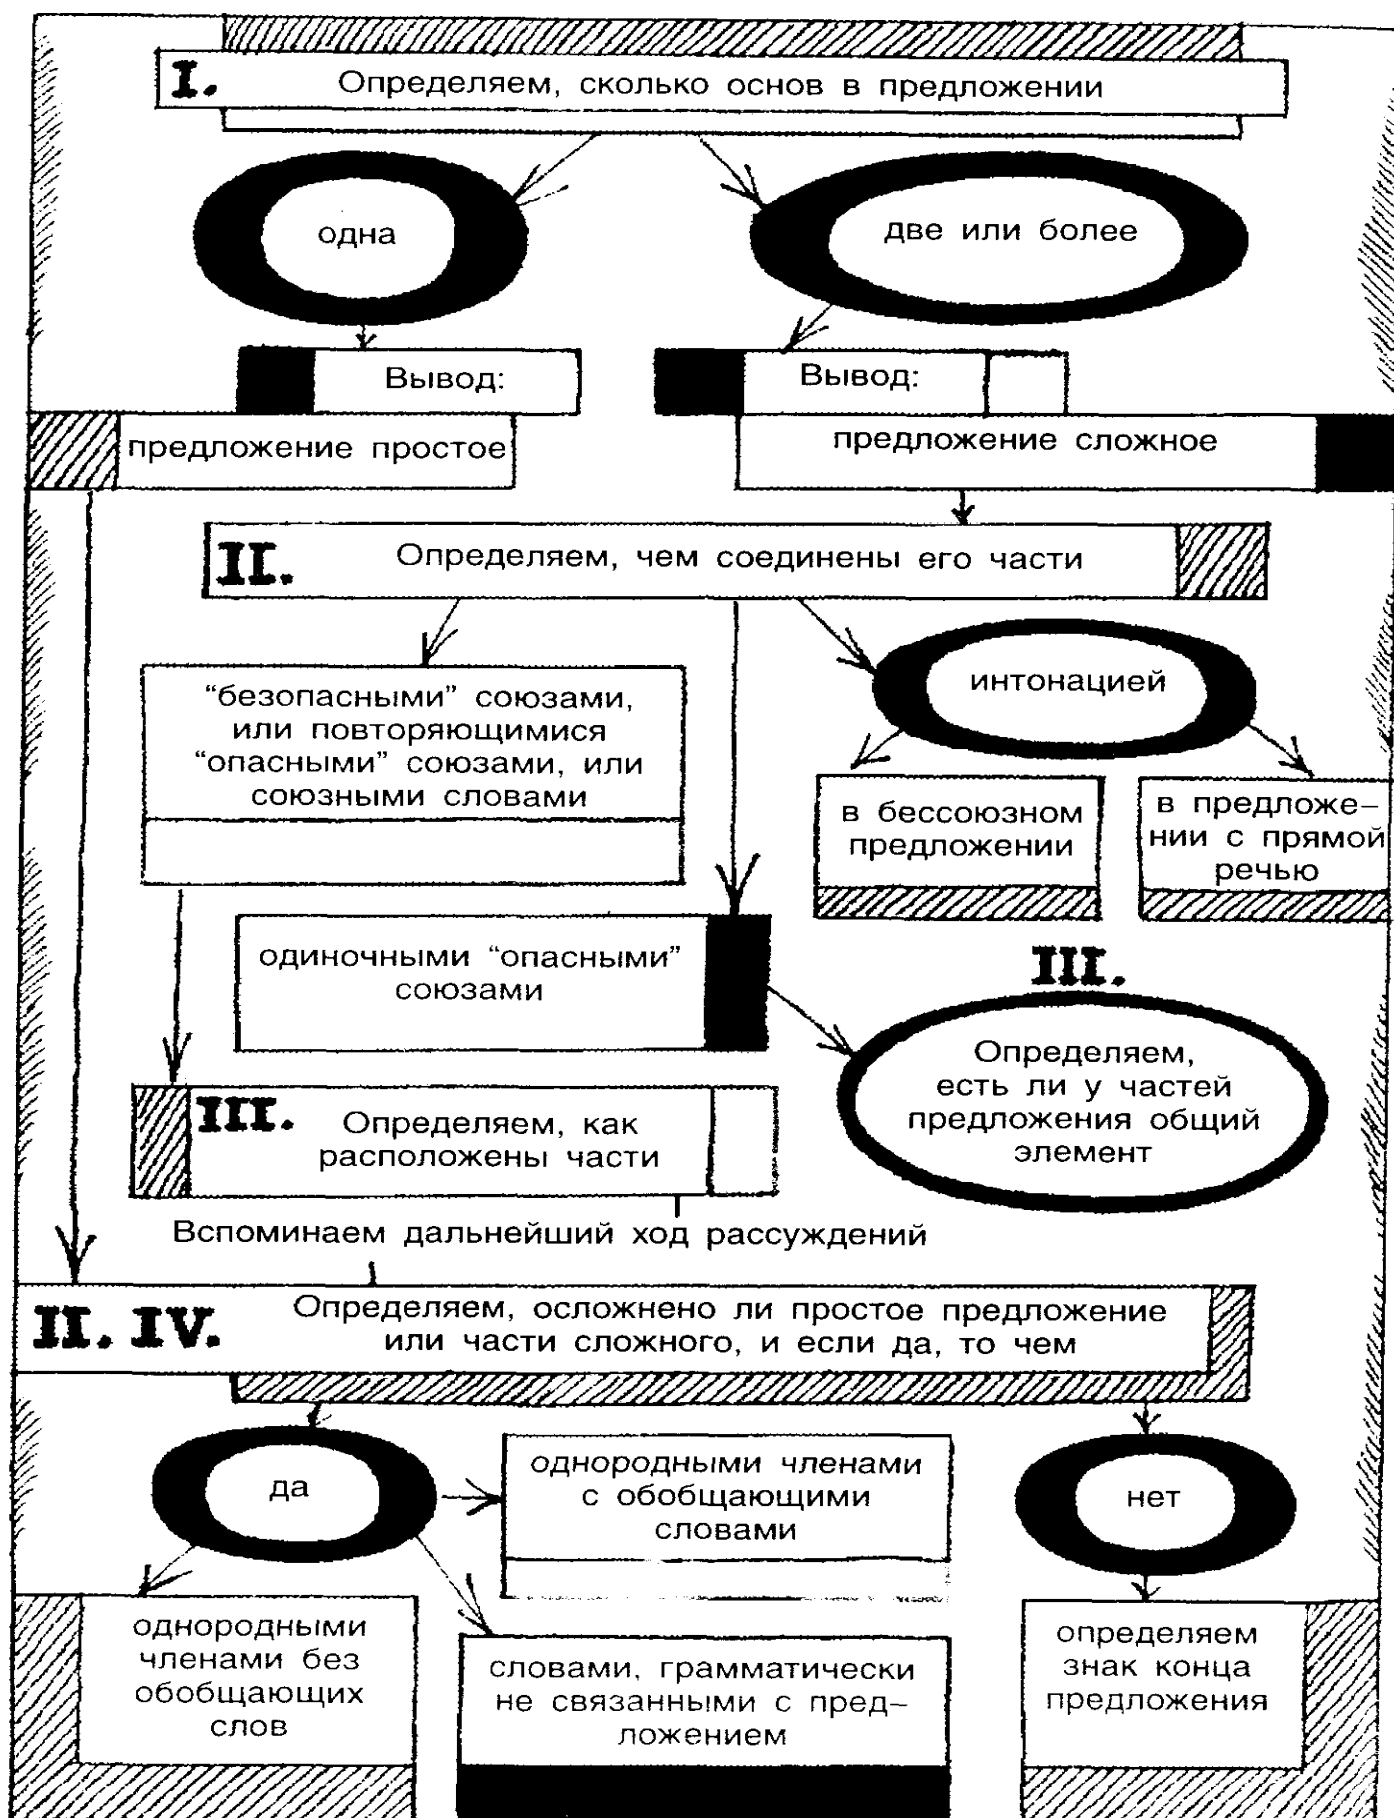 I. Определяем, сколько основ в предложении
одна
две или более
Вывод:
предложение простое
Вывод:
предложение сложное
II. Определяем, чем соединены его части
“безопасными” союзами,
или повторяющимися
“опасными” союзами, или
союзными словами
интонацией
в бессоюзном
предложении
в предложе–
нии с прямой
речью
одиночными “опасными”
союзами
III.
Определяем,
есть ли у частей
предложения общий
элемент
III. Определяем, как
расположены части
Вспоминаем дальнейший ход рассуждений
II. IV. Определяем, осложнено ли простое предложение
или части сложного, и если да, то чем
да
однородными членами
с обобщающими
словами
нет
однородными
членами без
обобщающих
слов
словами, грамматически
не связанными с пред–
ложением
определяем
знак конца
предложения